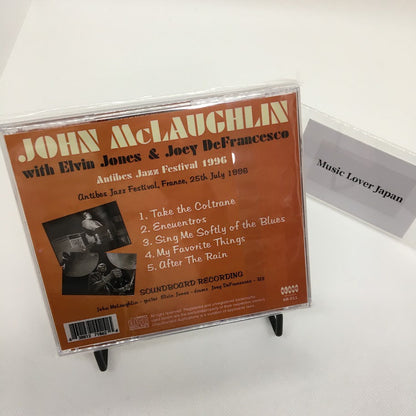 JOHN McLAUGHLIN
with Elvin Jones & Joey DeFrancesco
Antibes Jazz Festival 1996
Antibes Jazz Festival, France, 25th July 1996
1. Take the Coltrane
2. Encuentros
3. Sing Me Softly of the Blues
4. My Favorite Things
5. After The Rain
SOUNDBOARD RECORDING
John McLaughlin - guitar Elvin Jones - drums Joey DeFrancesco - B3
Music Lover Japan